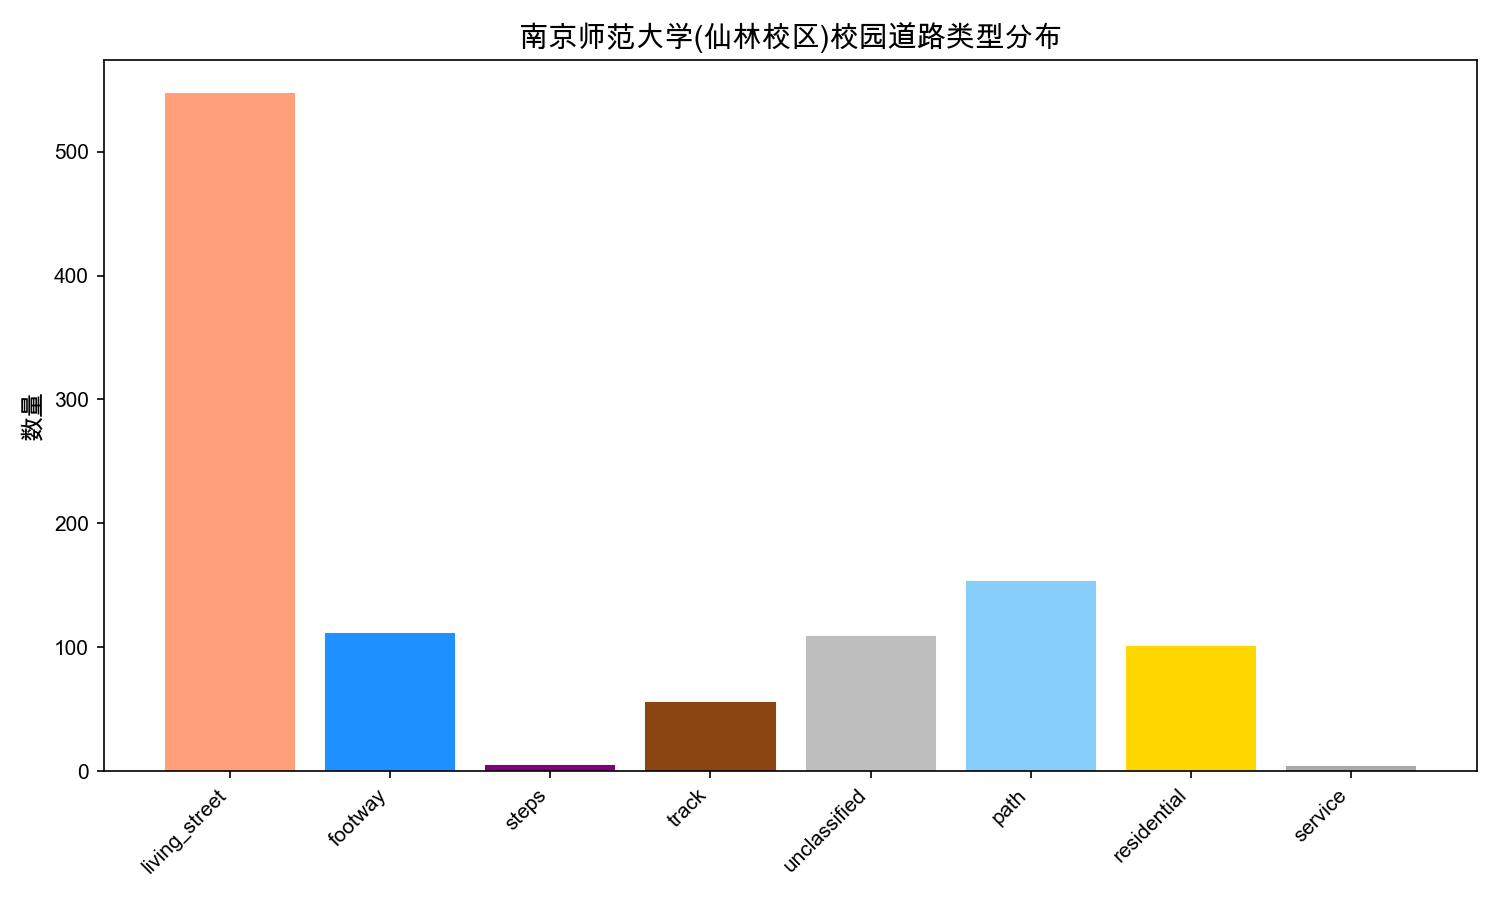 南京师范大学(仙林校区)校园道路类型分布
数量
500
400
300
200
100
0
living_street
footway
steps
track
unclassified
path
residential
service